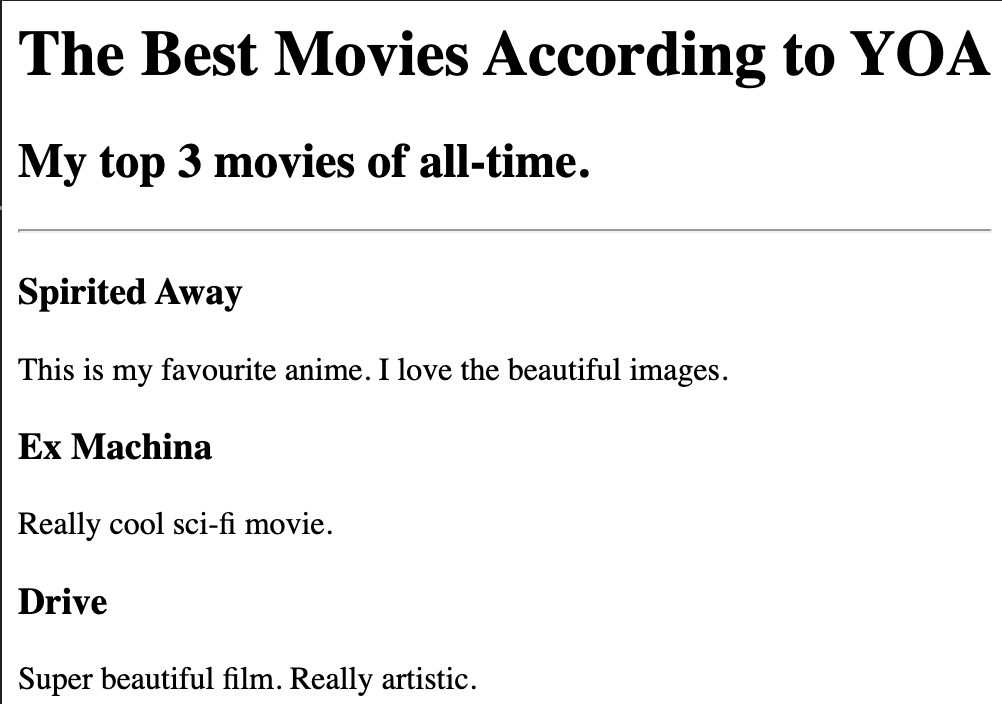 The Best Movies According to YOA
My top 3 movies of all-time.
Spirited Away
This is my favourite anime. I love the beautiful images.
Ex Machina
Really cool sci-fi movie.
Drive
Super beautiful film. Really artistic.